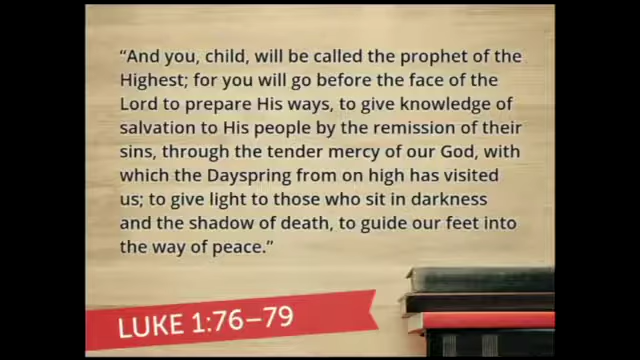 “And you, child, will be called the prophet of the
Highest; for you will go before the face of the
Lord to prepare His ways, to give knowledge of
salvation to His people by the remission of their
sins, through the tender mercy of our God, with
which the Dayspring from on high has visited
us; to give light to those who sit in darkness
and the shadow of death, to guide our feet into
the way of peace.”
LUKE 1:76–79